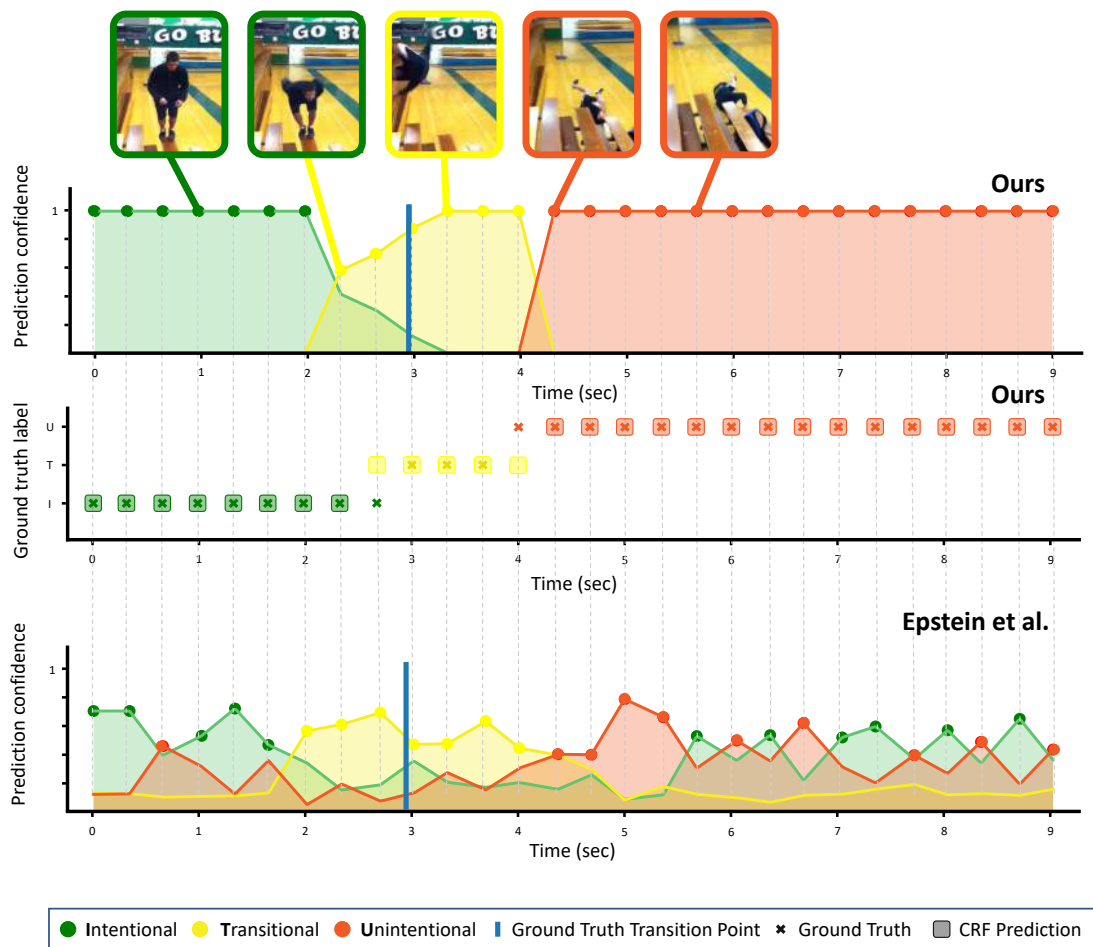 GO BU
GO BU
GO BU
Prediction confidence
1
Ours
0 1 2 3 4 5 6 7 8 9
Time (sec)
Ground truth label
Ours
U
T
I
0 1 2 3 4 5 6 7 8 9
Time (sec)
Prediction confidence
1
Epstein et al.
0 1 2 3 4 5 6 7 8 9
Time (sec)
Intentional Transitional Unintentional Ground Truth Transition Point Ground Truth CRF Prediction